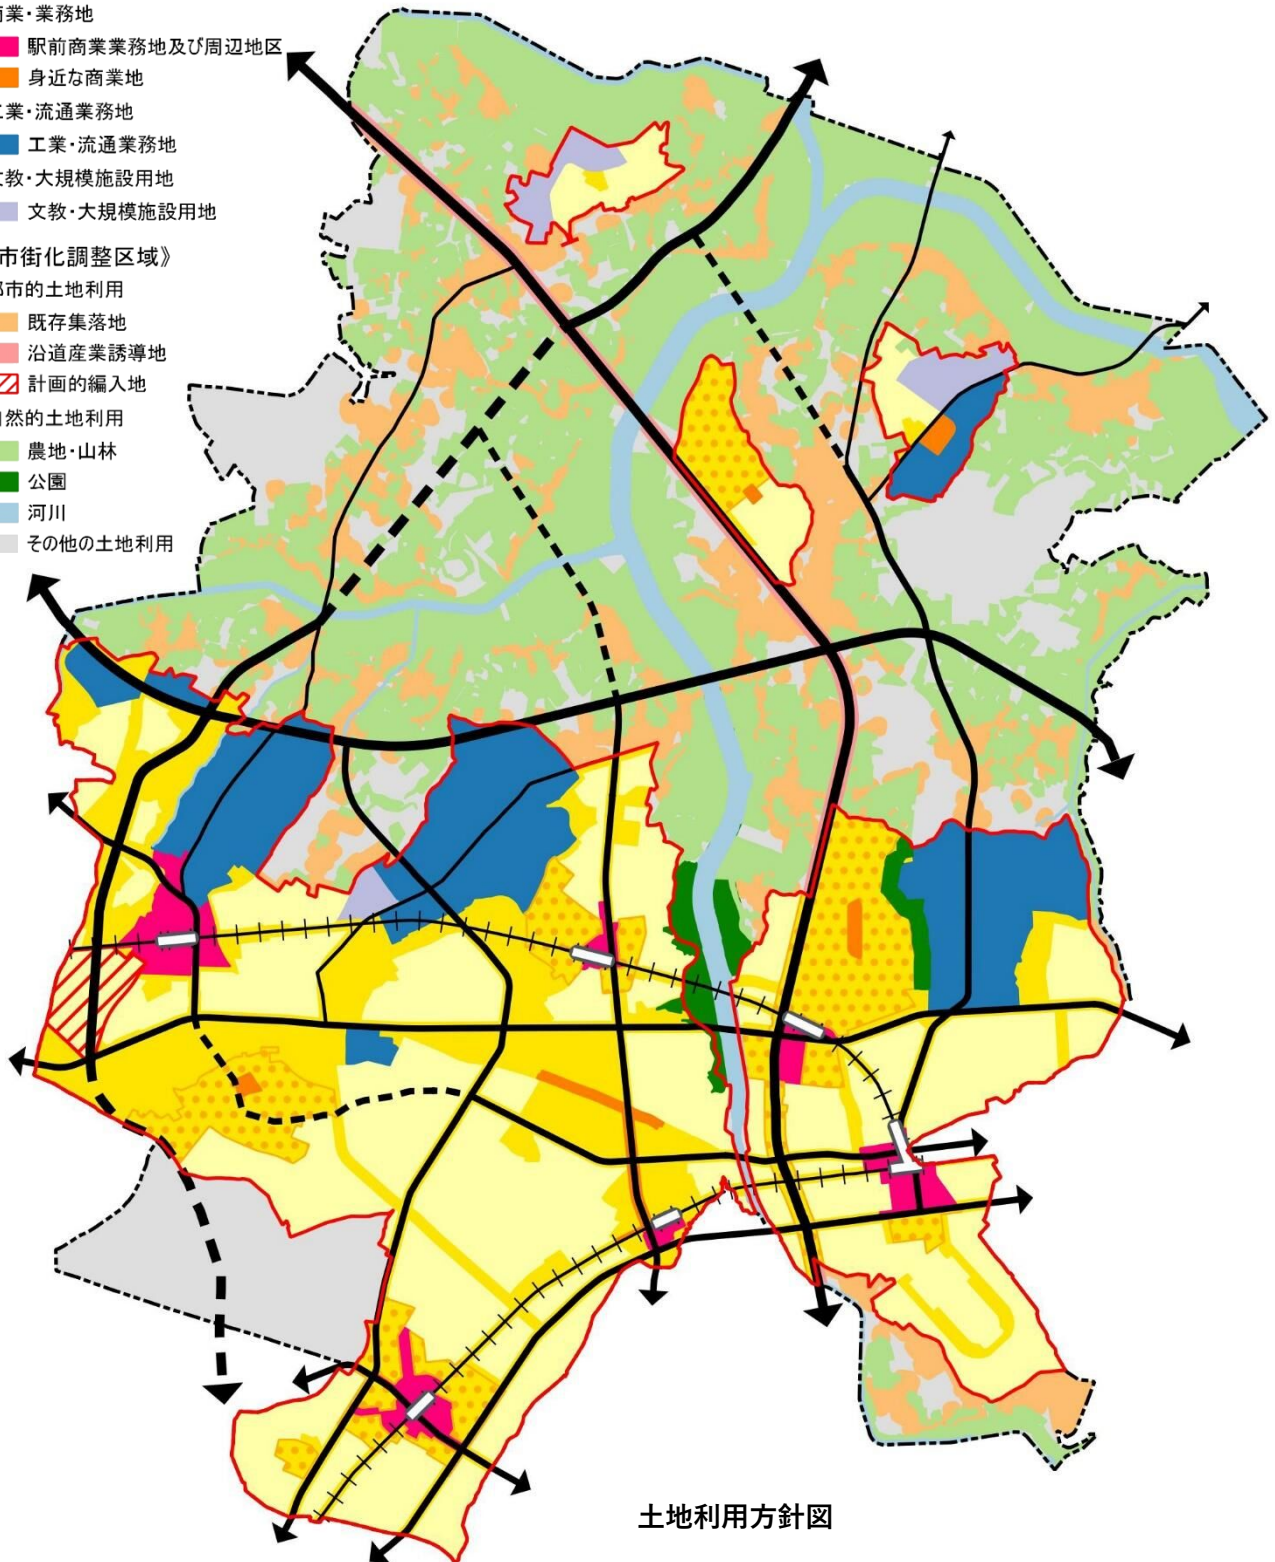 業・業務地
駅前商業業務地及び周辺地区
身近な商業地
業・流通業務地
工業・流通業務地
教・大規模施設用地
文教・大規模施設用地
市街化調整区域》
市的土地利用
既存集落地
沿道産業誘導地
計画的編入地
然的土地利用
農地・山林
公園
河川
その他の土地利用
土地利用方針図